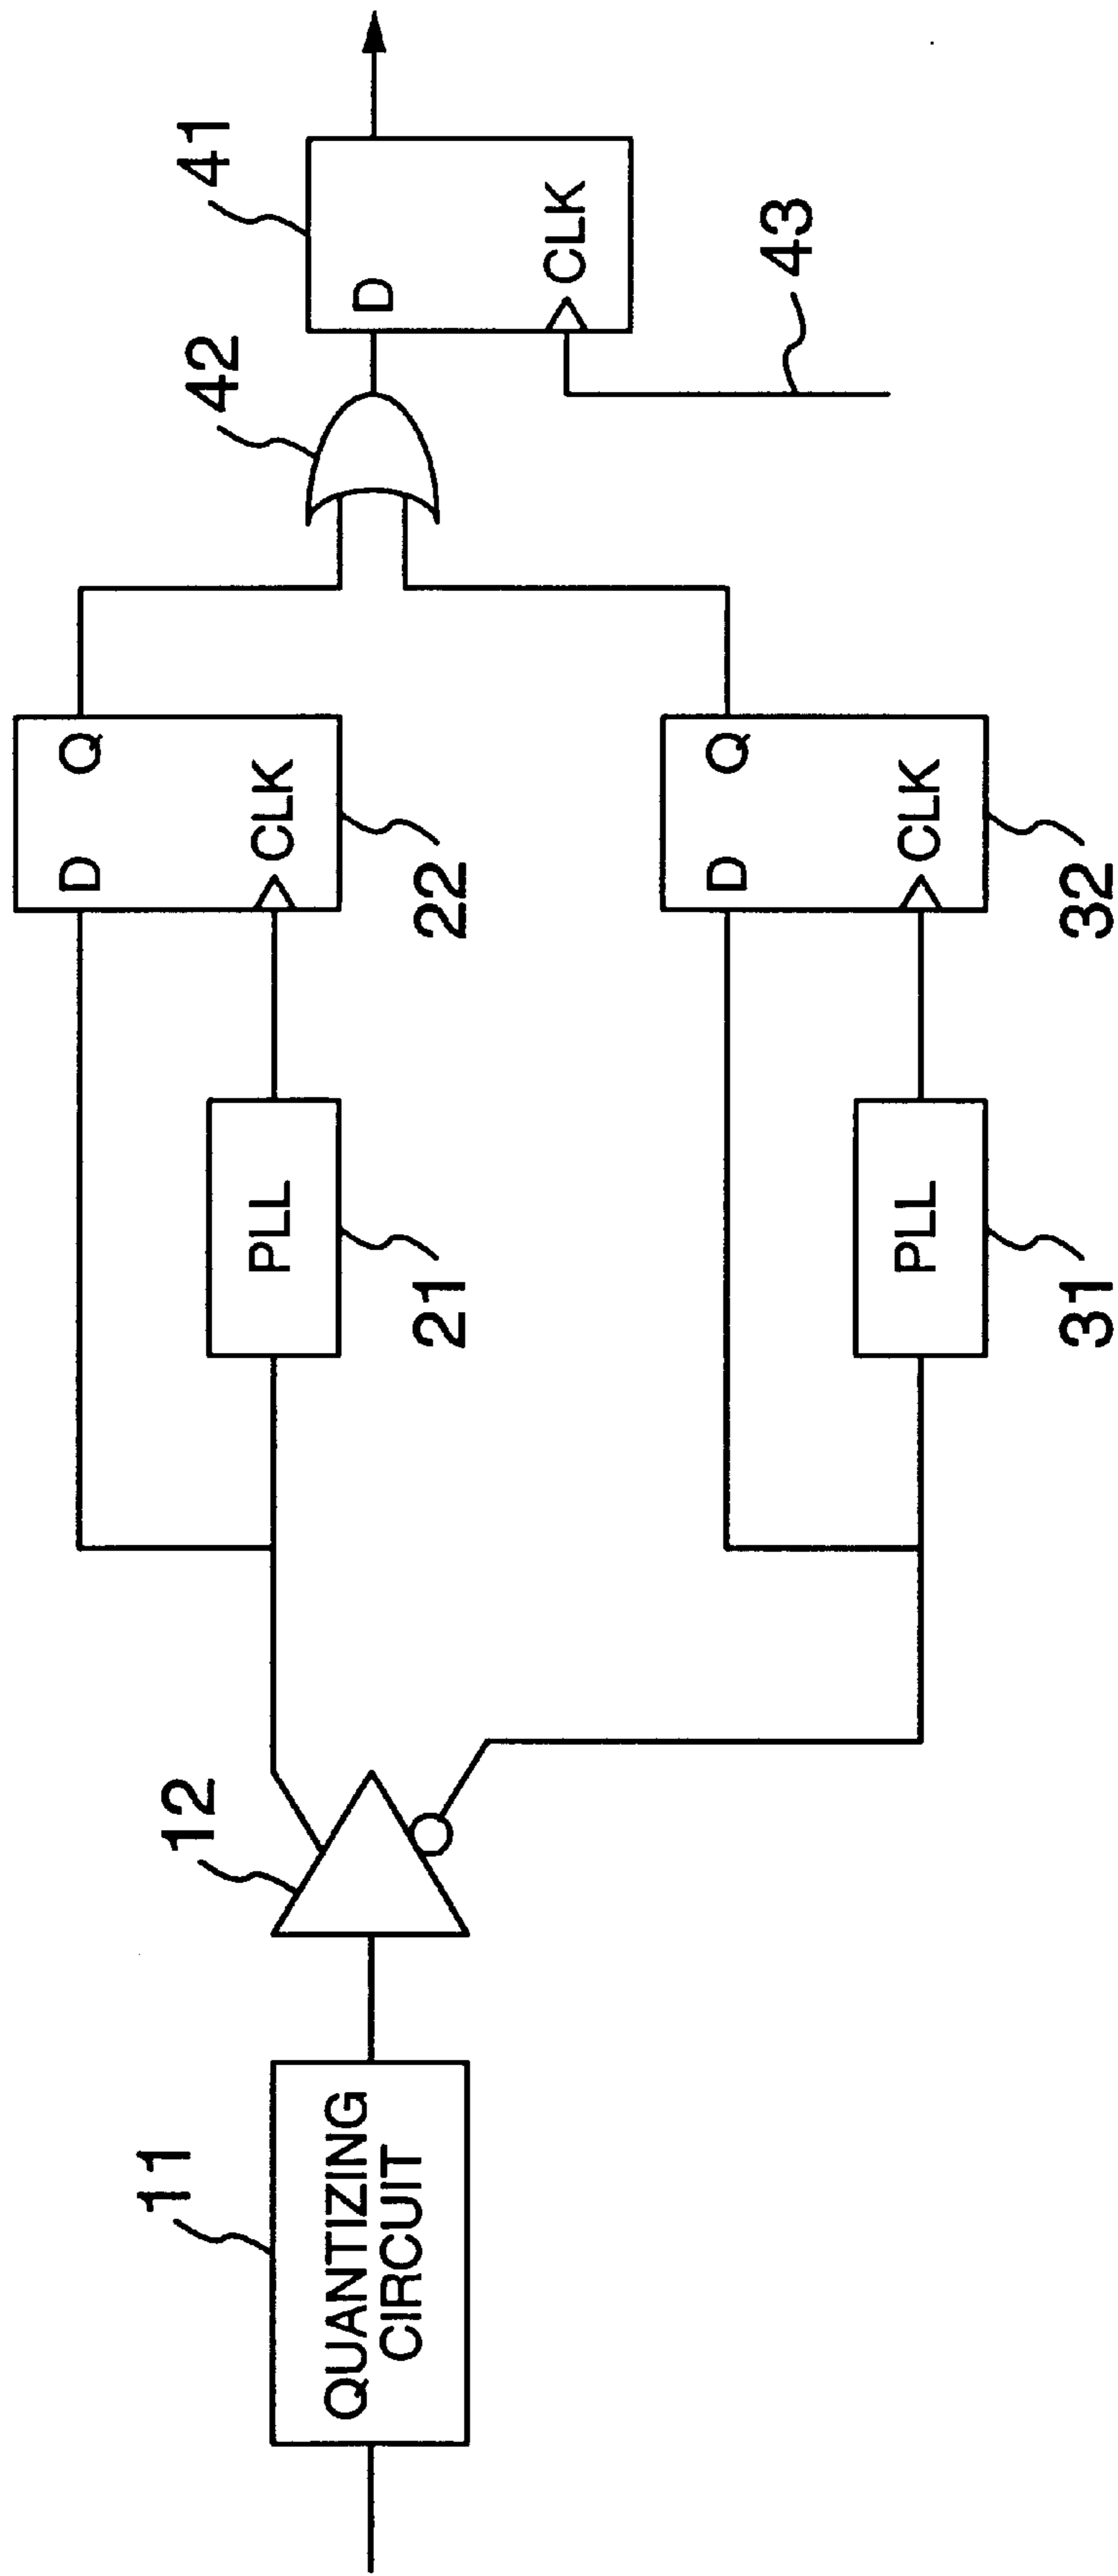 11
QUANTIZING
CIRCUIT
12
21
PLL
D Q
CLK
22
31
PLL
D Q
CLK
32
42
41
D
CLK
43